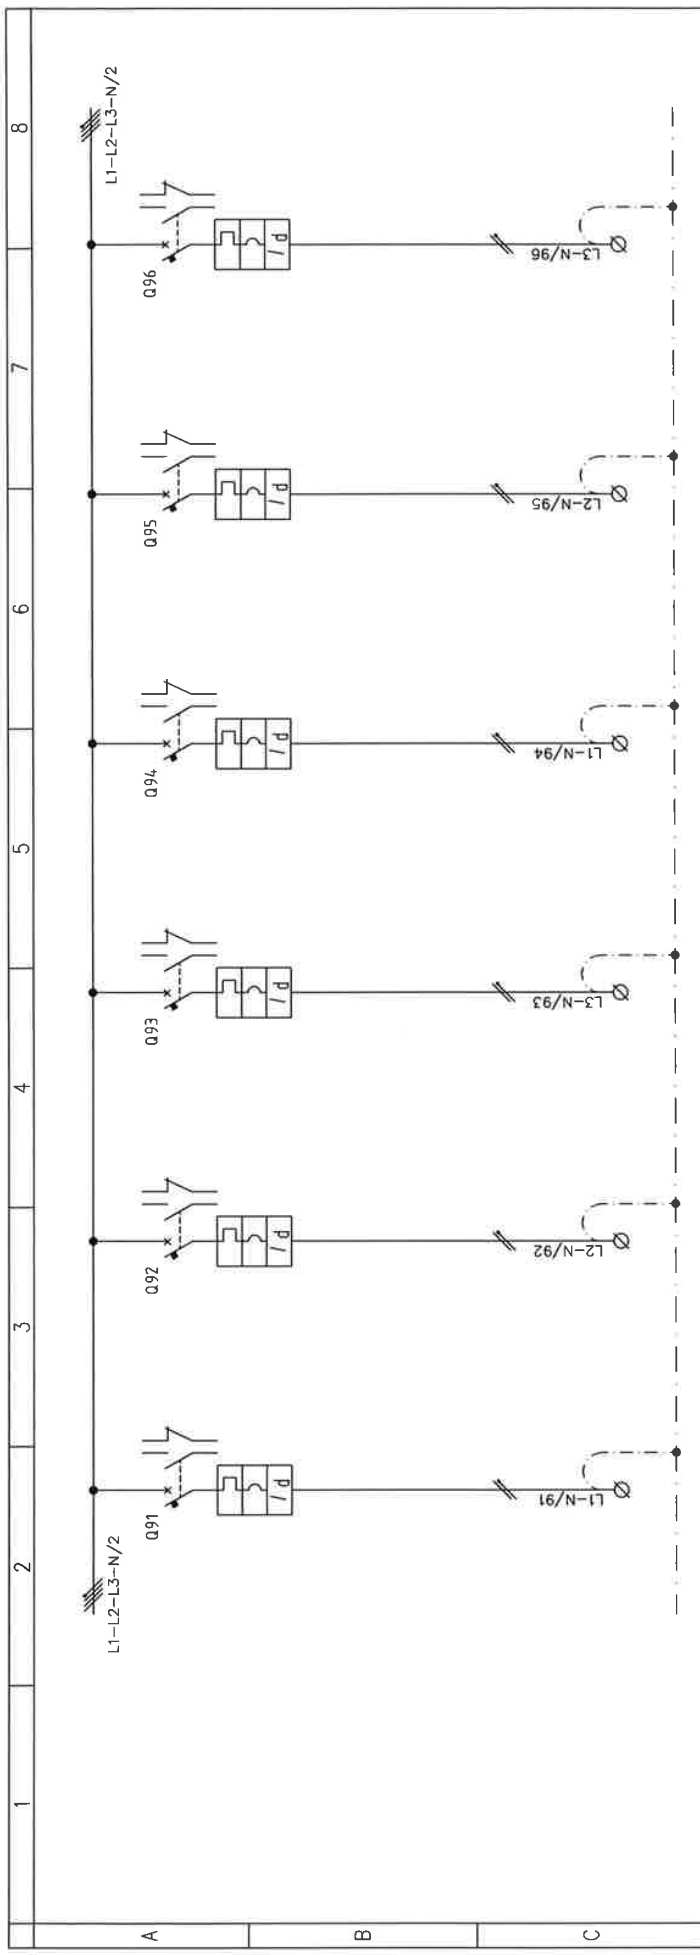 1 2 3 4 5 6 7 8
A
B
C
L1-L2-L3-N/2
L1-L2-L3-N/2
Q91
Q92
Q93
Q94
Q95
Q96
/d
/d
/d
/d
/d
/d
L1-N/91
L2-N/92
L3-N/93
L1-N/94
L2-N/95
L3-N/96